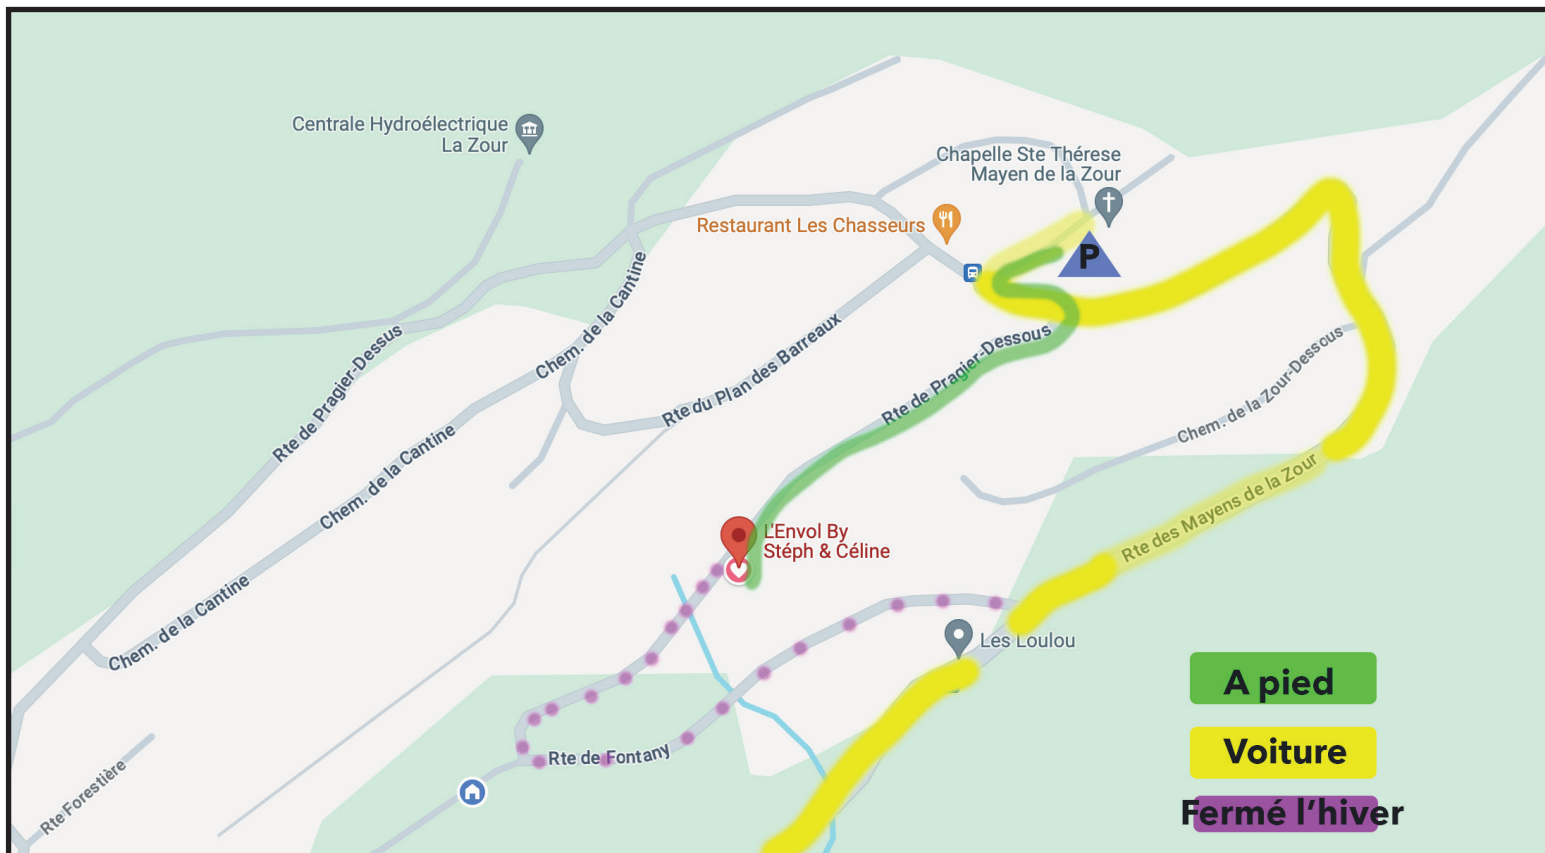 Centrale Hydroélectrique
La Zour
Chapelle Ste Thérese
Mayen de la Zour
Restaurant Les Chasseurs
P
Chem. de la Cantine
Rte de Pragier-Dessus
Rte du Plan des Barreaux
Rte de Pragier-Dessous
Chem. de la Zour-Dessous
Chem. de la Cantine
Rte des Mayens de la Zour
L'Envol By
Stéph & Céline
Chem. de la Cantine
Les Loulou
Rte de Fontany
Rte Forestière
A pied
Voiture
Fermé l'hiver